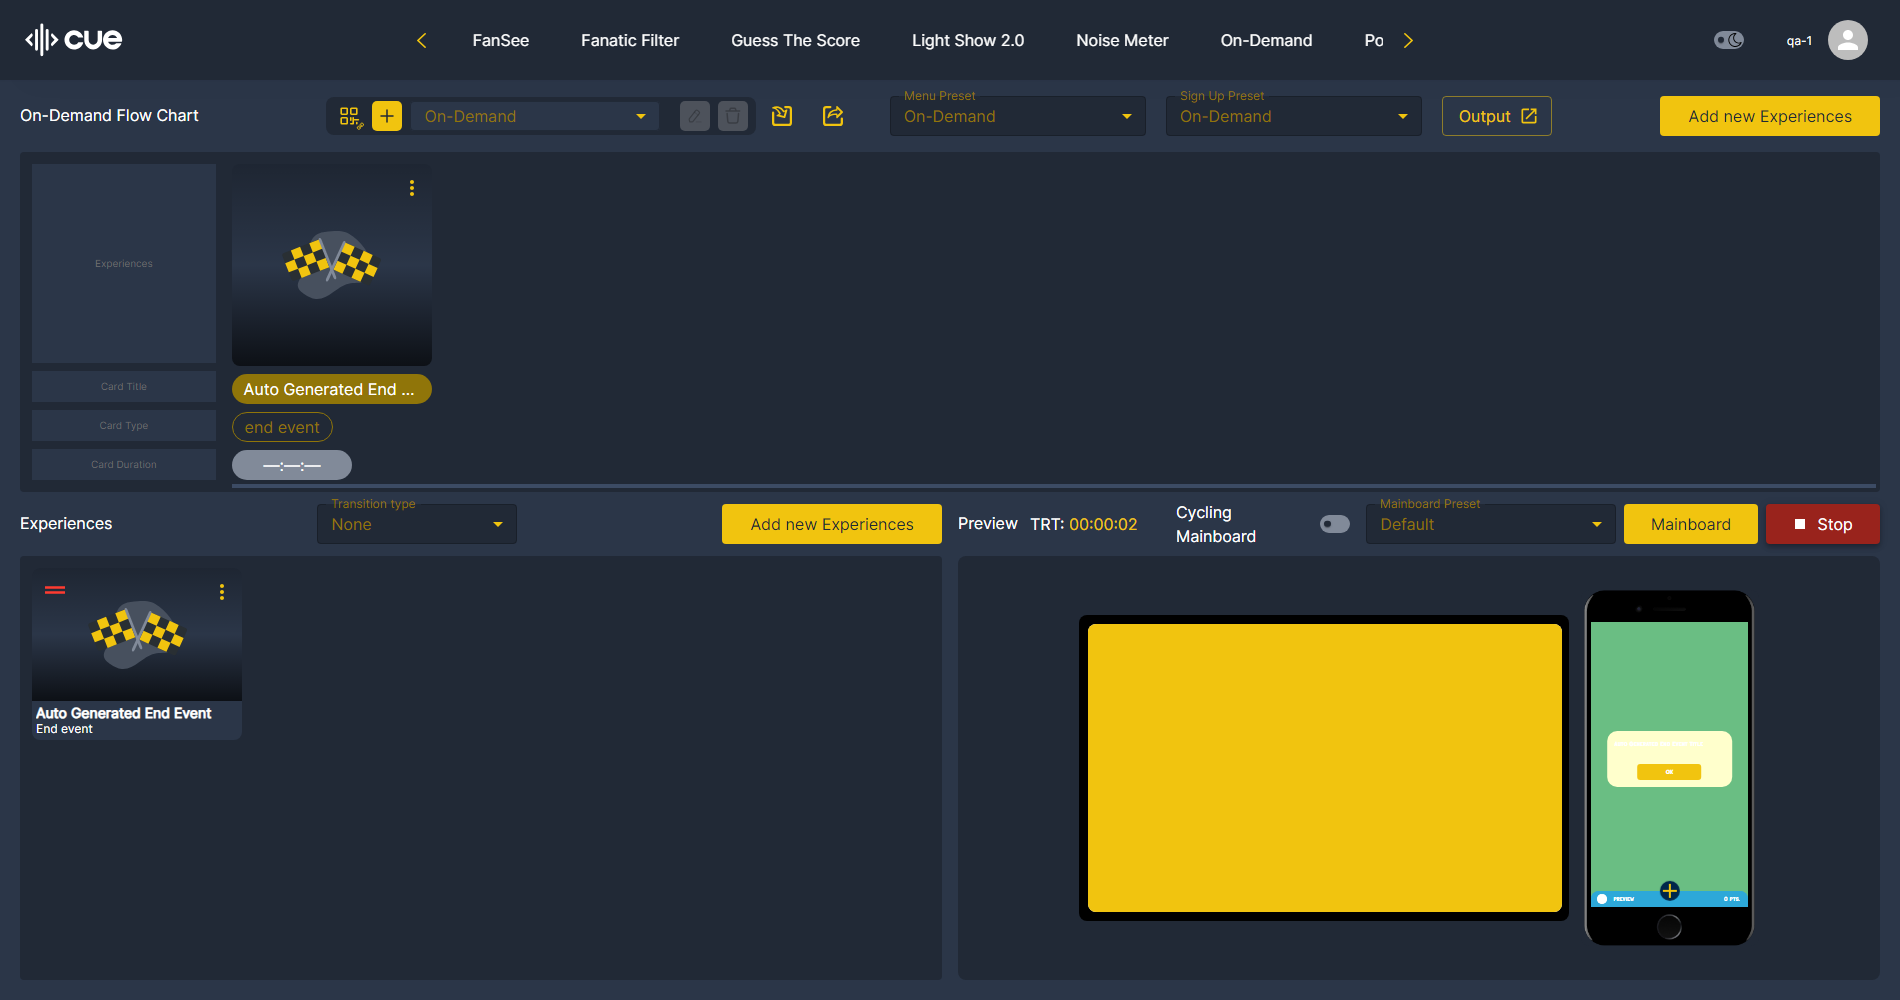 cue
FanSee
Fanatic Filter
Guess The Score
Light Show 2.0
Noise Meter
On-Demand
Po
qa-1
On-Demand Flow Chart
On-Demand
Menu Preset
On-Demand
Sign Up Preset
On-Demand
Output
Add new Experiences
Experiences
Card Title
Card Type
Card Duration
Auto Generated End ...
end event
—:—:—
Experiences
Transition type
None
Add new Experiences
Preview
TRT: 00:00:02
Cycling
Mainboard
Mainboard Preset
Default
Mainboard
Stop
Auto Generated End Event
End event
OK
PREVIEW
0 PTS.